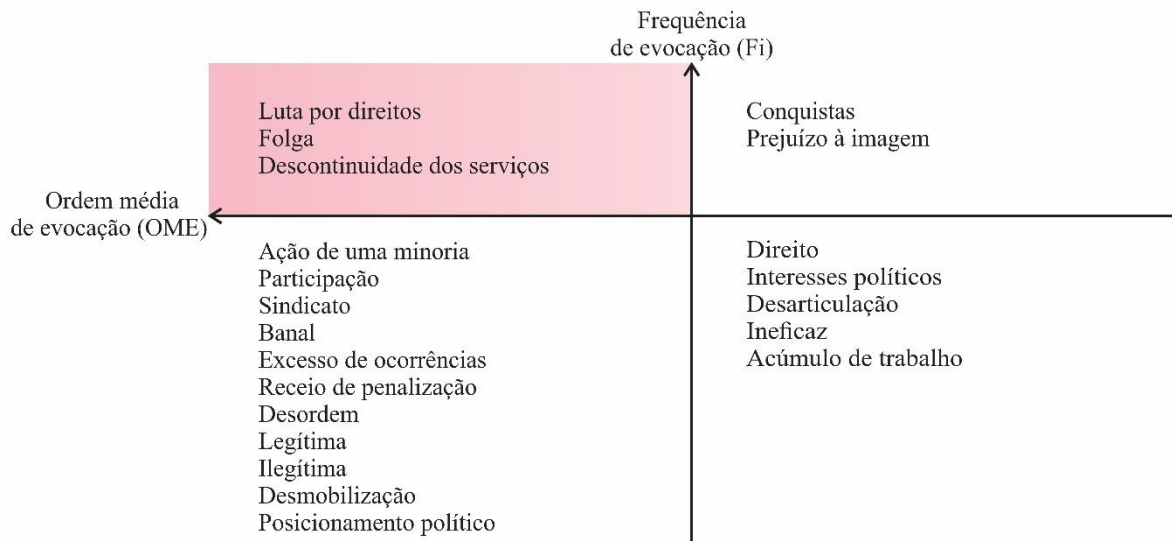 Frequência
de evocação (Fi)
Luta por direitos
Folga
Descontinuidade dos serviços
Conquistas
Prejuízo à imagem
Ordem média
de evocação (OME)
Ação de uma minoria
Participação
Sindicato
Banal
Excesso de ocorrências
Receio de penalização
Desordem
Legítima
Ilegítima
Desmobilização
Posicionamento político
Direito
Interesses políticos
Desarticulação
Ineficaz
Acúmulo de trabalho